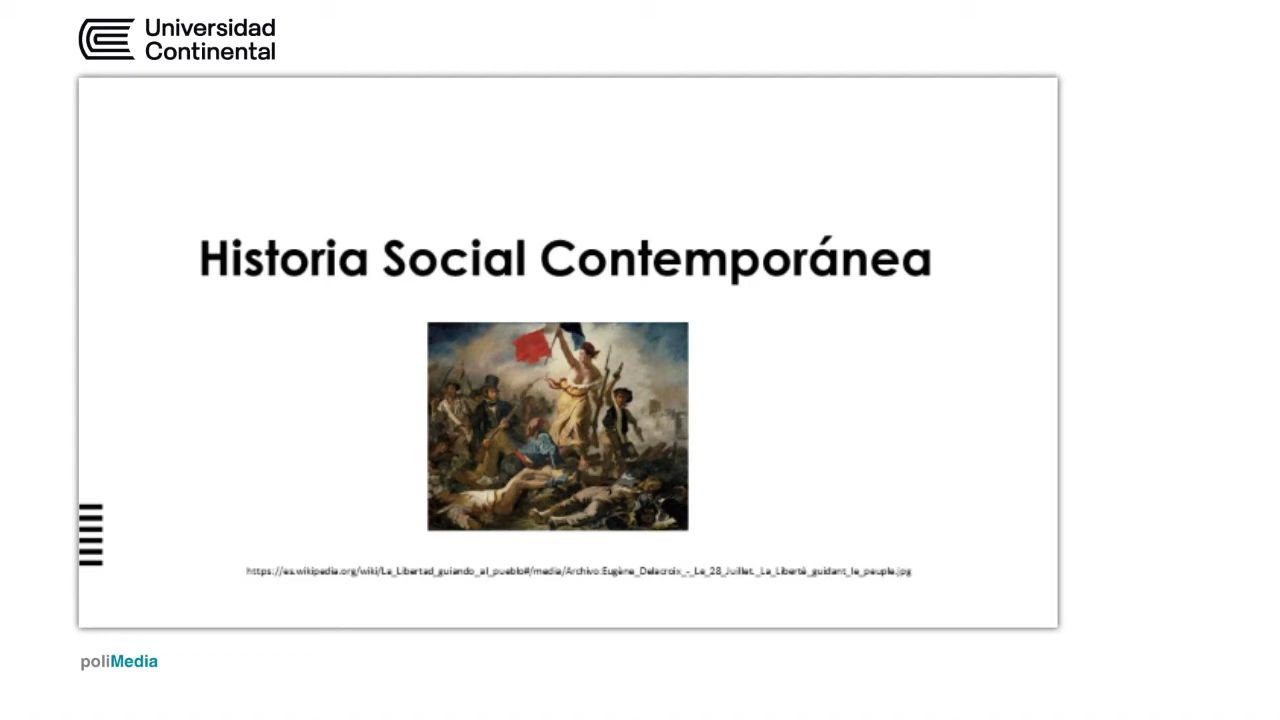 Universidad
Continental
Historia Social Contemporánea
https://es.wikipedia.org/wiki/La_Libertad_guiando_al_pueblo#/media/Archivo:Eugène_Delacroix_-_Le_28_Juillet._La_Liberté_guidant_le_peuple.jpg
poliMedia